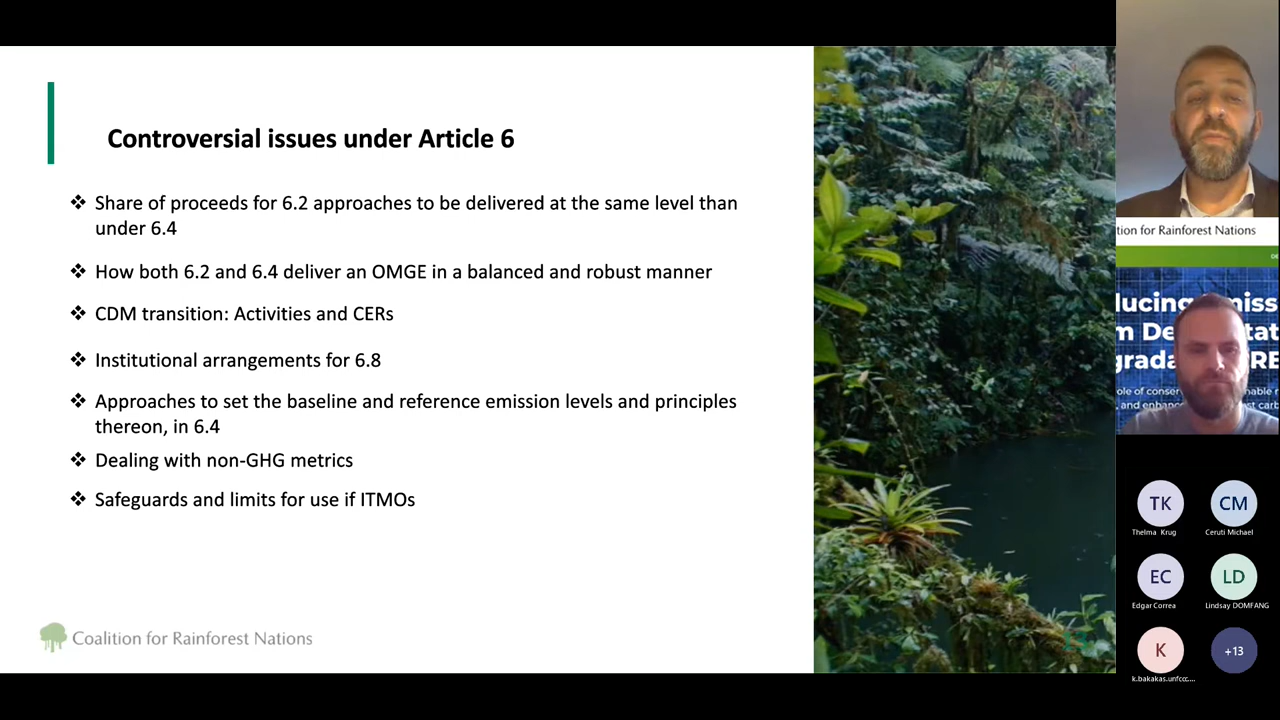 Controversial issues under Article 6
❖ Share of proceeds for 6.2 approaches to be delivered at the same level than
under 6.4
❖ How both 6.2 and 6.4 deliver an OMGE in a balanced and robust manner
❖ CDM transition: Activities and CERs
❖ Institutional arrangements for 6.8
❖ Approaches to set the baseline and reference emission levels and principles
thereon, in 6.4
❖ Dealing with non-GHG metrics
❖ Safeguards and limits for use if ITMOs
Coalition for Rainforest Nations
tion for Rainforest Nations
TK
CM
Thelma Krug
Ceruti Michael
EC
LD
Edgar Correa
Lindsay DOMFANG
K
+13
k.bakakas.unfccc....